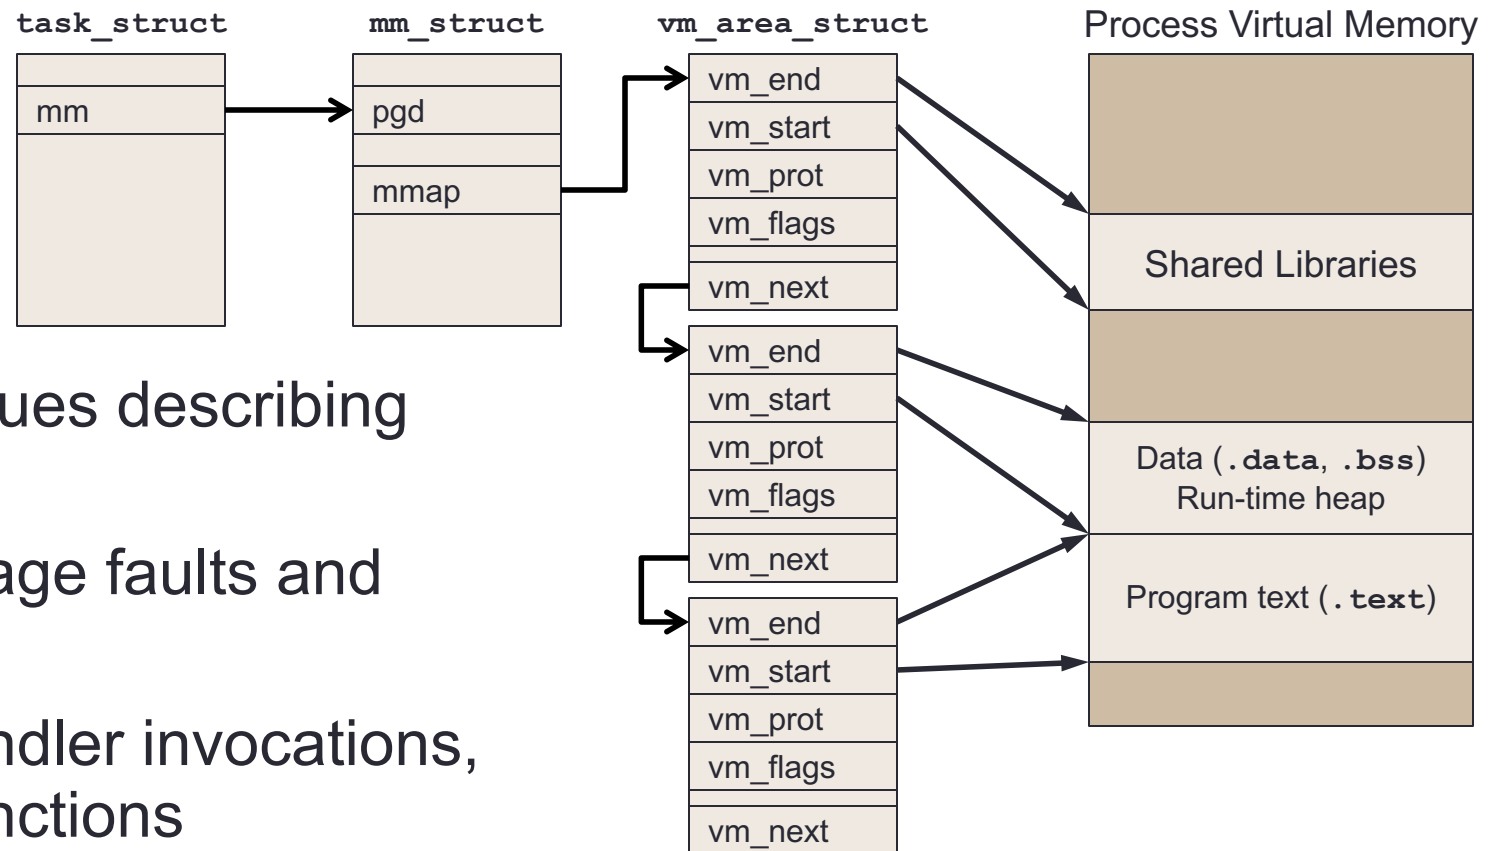 task_struct
mm_struct
vm_area_struct
Process Virtual Memory
mm
pgd
mmap
vm_end
vm_start
vm_prot
vm_flags
vm_next
vm_end
vm_start
vm_prot
vm_flags
vm_next
vm_end
vm_start
vm_prot
vm_flags
vm_next
Shared Libraries
Data (.data, .bss)
Run-time heap
Program text (.text)
ues describing
age faults and
ndler invocations,
nctions